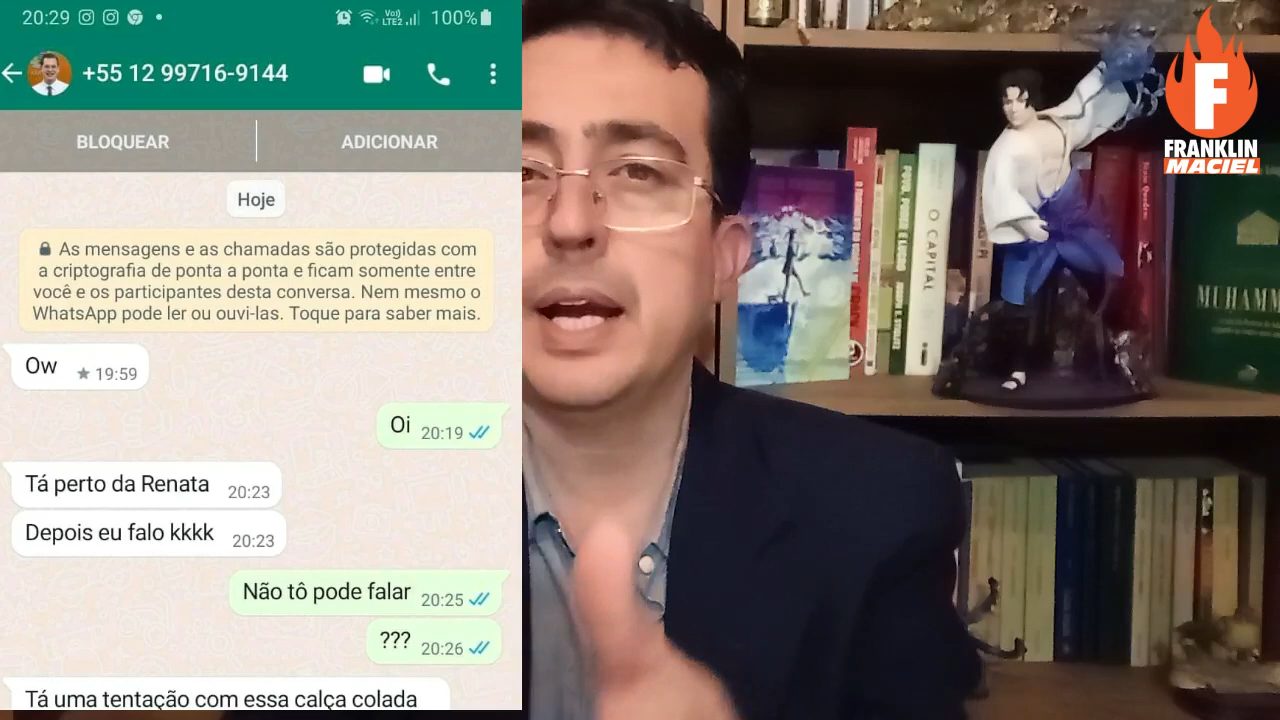 20:29
Vo)
LTE2
100%
+55 12 99716-9144
BLOQUEAR
ADICIONAR
Hoje
As mensagens e as chamadas são protegidas com
a criptografia de ponta a ponta e ficam somente entre
você e os participantes desta conversa. Nem mesmo o
WhatsApp pode ler ou ouvi-las. Toque para saber mais.
Ow
19:59
Oi
20:19
Tá perto da Renata
20:23
Depois eu falo kkkk
20:23
Não tô pode falar
20:25
???
20:26
Tá uma tentação com essa calça colada
F
FRANKLIN
MACIEL
O CAPITAL
MUHAMM